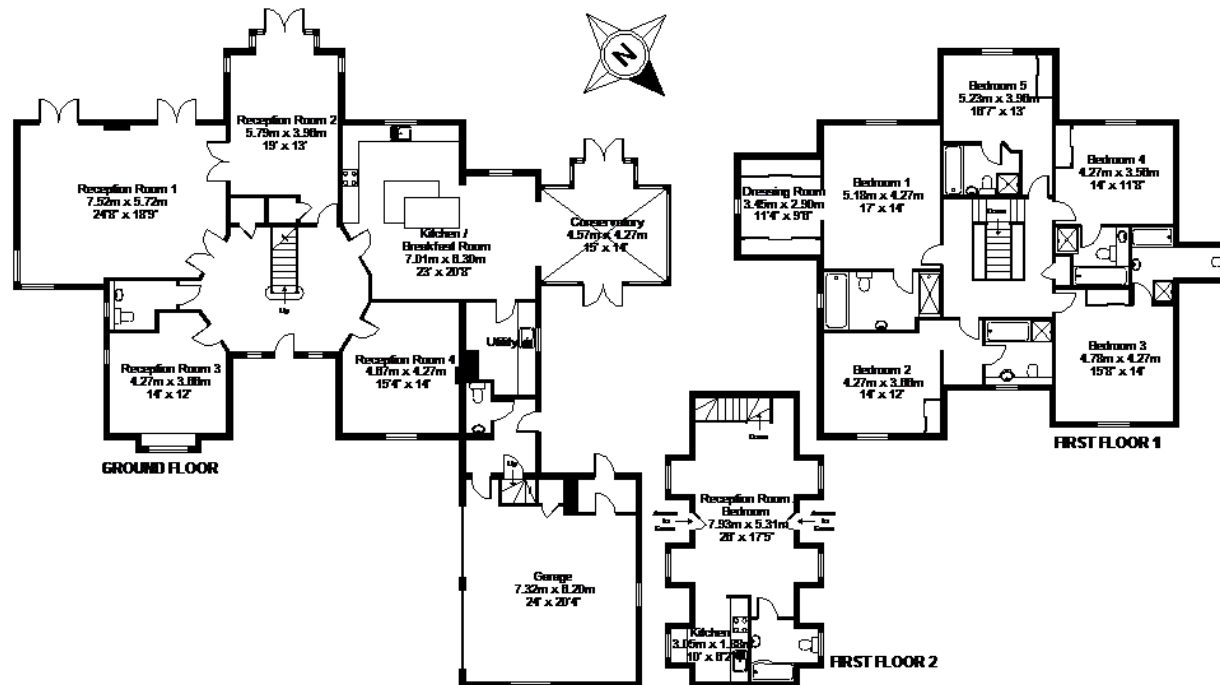 N
Reception Room 2
5.79m x 3.96m
19' x 13'
Reception Room 1
7.52m x 5.72m
24'8" x 18'9"
Kitchen /
Breakfast Room
7.01m x 6.30m
23' x 20'8"
Conservatory
4.57m x 4.27m
15' x 14'
Up
Reception Room 3
4.27m x 3.66m
14' x 12'
Reception Room 4
4.67m x 4.27m
15'4" x 14'
Utility
GROUND FLOOR
Up
Garage
7.32m x 6.20m
24' x 20'4"
Bedroom 5
5.23m x 3.96m
Bedroom 4
4.27m x 3.56m
14' x 11'8"
Bedroom 1
5.18m x 4.27m
17' x 14'
Dressing Room
3.45m x 2.90m
Down
Bedroom 3
4.78m x 4.27m
15'8" x 14'
Bedroom 2
4.27m x 3.66m
14' x 12'
FIRST FLOOR 1
Down
Reception Room
Bedroom
7.93m x 5.31m
26' x 17'5"
Kitchen
FIRST FLOOR 2